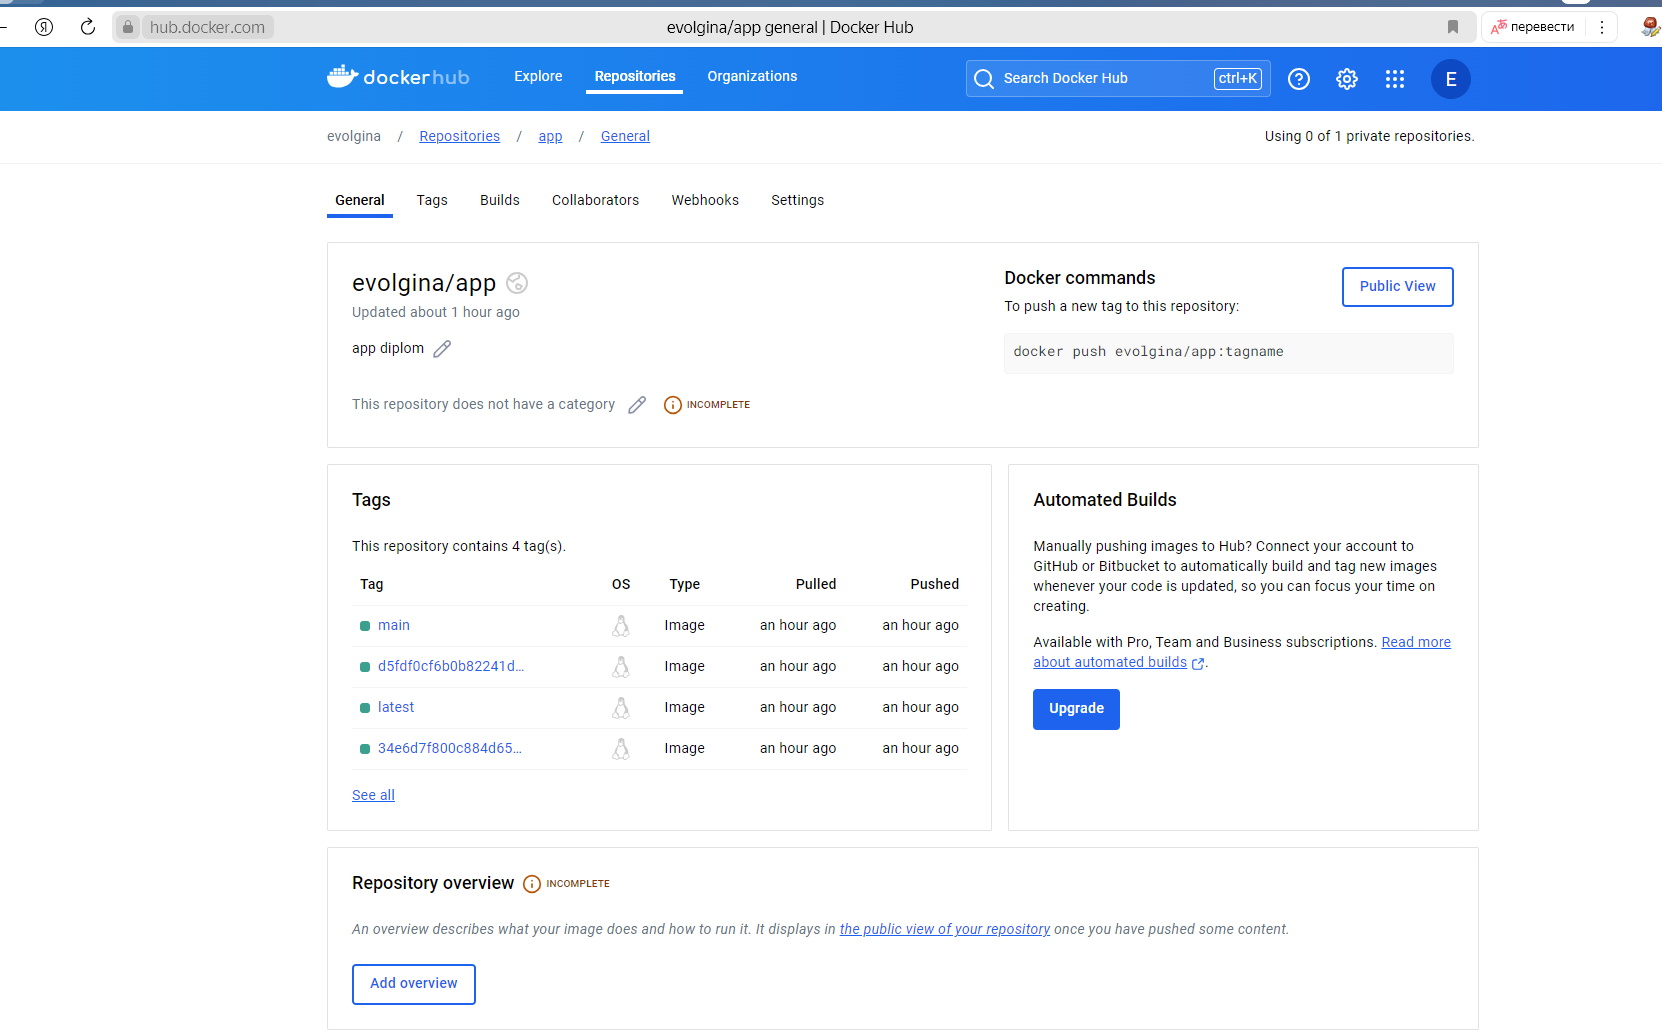 Я
hub.docker.com
evolgina/app general | Docker Hub
перевести
dockerhub
Explore
Repositories
Organizations
Search Docker Hub
ctrl+K
E
evolgina / Repositories / app / General
Using 0 of 1 private repositories.
General
Tags
Builds
Collaborators
Webhooks
Settings
evolgina/app
Updated about 1 hour ago
app diplom
This repository does not have a category
INCOMPLETE
Docker commands
Public View
To push a new tag to this repository:
docker push evolgina/app:tagname
Tags
This repository contains 4 tag(s).
Tag OS Type Pulled Pushed
main Image an hour ago an hour ago
d5fdf0cf6b0b82241d... Image an hour ago an hour ago
latest Image an hour ago an hour ago
34e6d7f800c884d65... Image an hour ago an hour ago
See all
Automated Builds
Manually pushing images to Hub? Connect your account to
GitHub or Bitbucket to automatically build and tag new images
whenever your code is updated, so you can focus your time on
creating.
Available with Pro, Team and Business subscriptions. Read more
about automated builds.
Upgrade
Repository overview
INCOMPLETE
An overview describes what your image does and how to run it. It displays in the public view of your repository once you have pushed some content.
Add overview